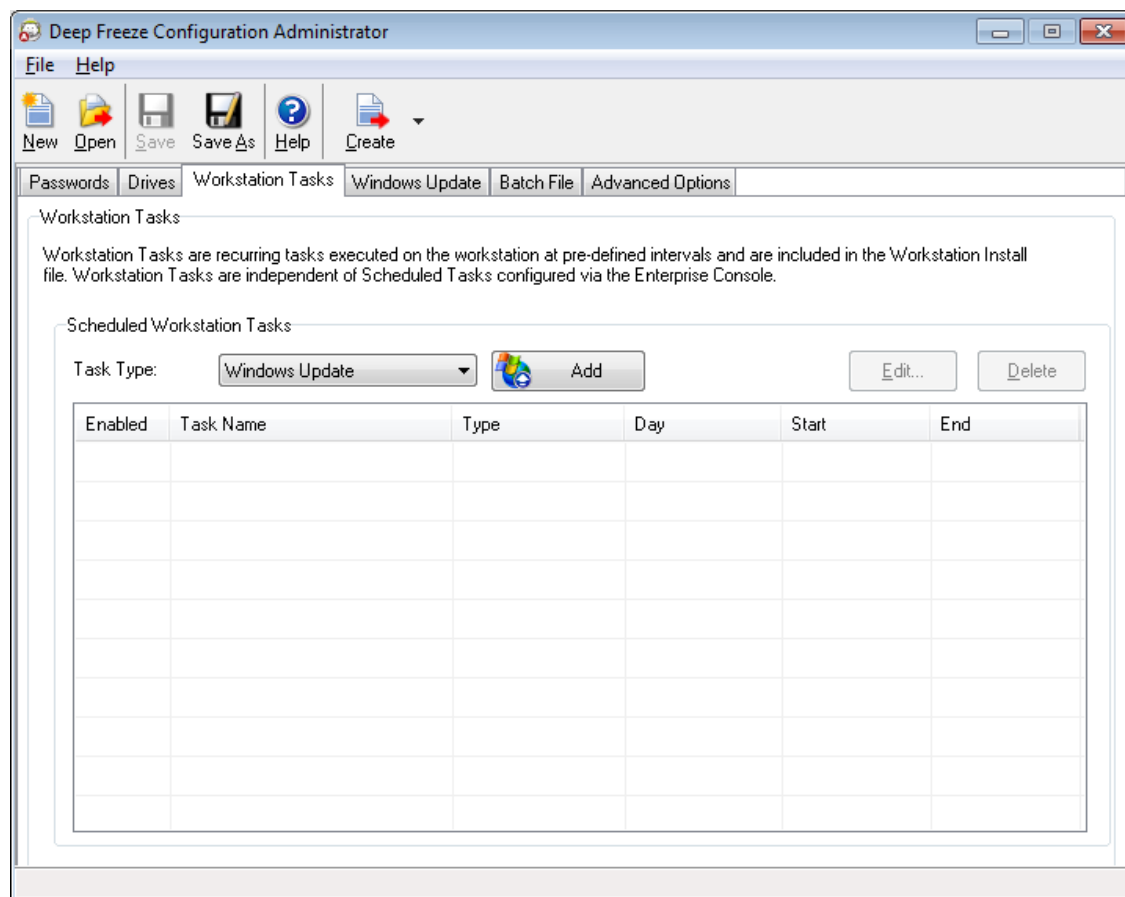 Deep Freeze Configuration Administrator
File Help
New Open Save Save As Help Create
Passwords Drives Workstation Tasks Windows Update Batch File Advanced Options
Workstation Tasks
Workstation Tasks are recurring tasks executed on the workstation at pre-defined intervals and are included in the Workstation Install
file. Workstation Tasks are independent of Scheduled Tasks configured via the Enterprise Console.
Scheduled Workstation Tasks
Task Type: Windows Update Add Edit... Delete
Enabled Task Name Type Day Start End